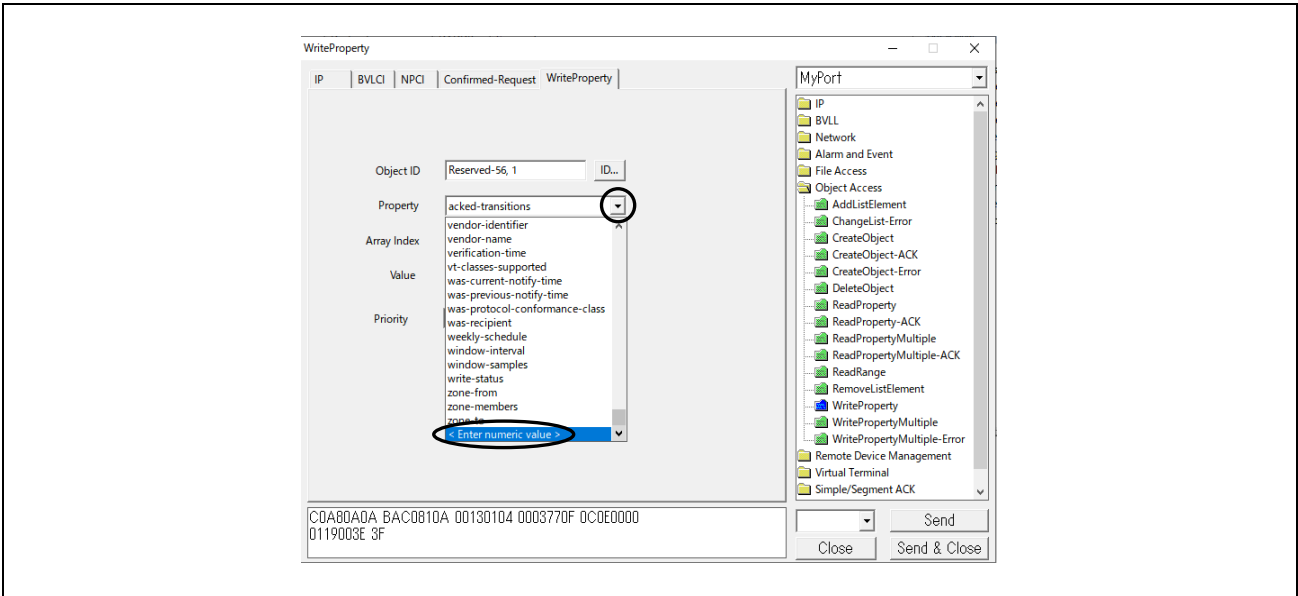 WriteProperty
IP BVLCI NPCI Confirmed-Request WriteProperty
Object ID Reserved-56, 1 ID...
Property acked-transitions
Array Index
Value
Priority
vendor-identifier
vendor-name
verification-time
vt-classes-supported
was-current-notify-time
was-previous-notify-time
was-protocol-conformance-class
was-recipient
weekly-schedule
window-interval
window-samples
write-status
zone-from
zone-members
zone-to
< Enter numeric value >
MyPort
IP
BVLL
Network
Alarm and Event
File Access
Object Access
AddListElement
ChangeList-Error
CreateObject
CreateObject-ACK
CreateObject-Error
DeleteObject
ReadProperty
ReadProperty-ACK
ReadPropertyMultiple
ReadPropertyMultiple-ACK
ReadRange
RemoveListElement
WriteProperty
WritePropertyMultiple
WritePropertyMultiple-Error
Remote Device Management
Virtual Terminal
Simple/Segment ACK
C0A80A0A BAC0810A 00130104 0003770F 0C0E0000
0119003E 3F
Send
Close Send & Close